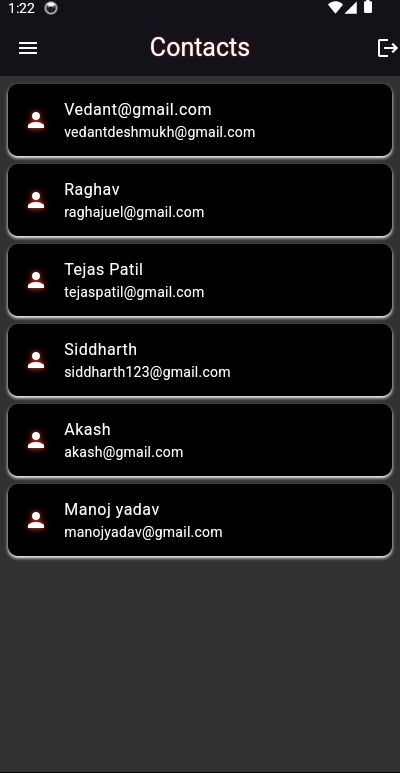 1:22
Contacts
Vedant@gmail.com
vedantdeshmukh@gmail.com
Raghav
raghajuel@gmail.com
Tejas Patil
tejaspatil@gmail.com
Siddharth
siddharth123@gmail.com
Akash
akash@gmail.com
Manoj yadav
manojyadav@gmail.com